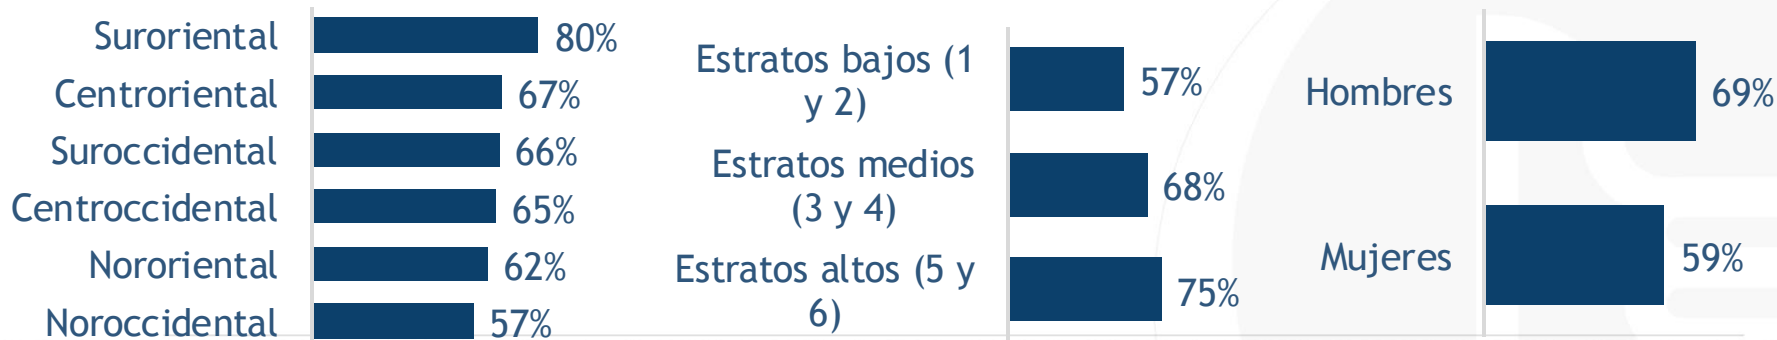 Suroriental 80%
Centroriental 67%
Suroccidental 66%
Centroccidental 65%
Nororiental 62%
Noroccidental 57%
Estratos bajos (1
y 2)
57%
Estratos medios
(3 y 4)
68%
Estratos altos (5 y
6)
75%
Hombres 69%
Mujeres 59%